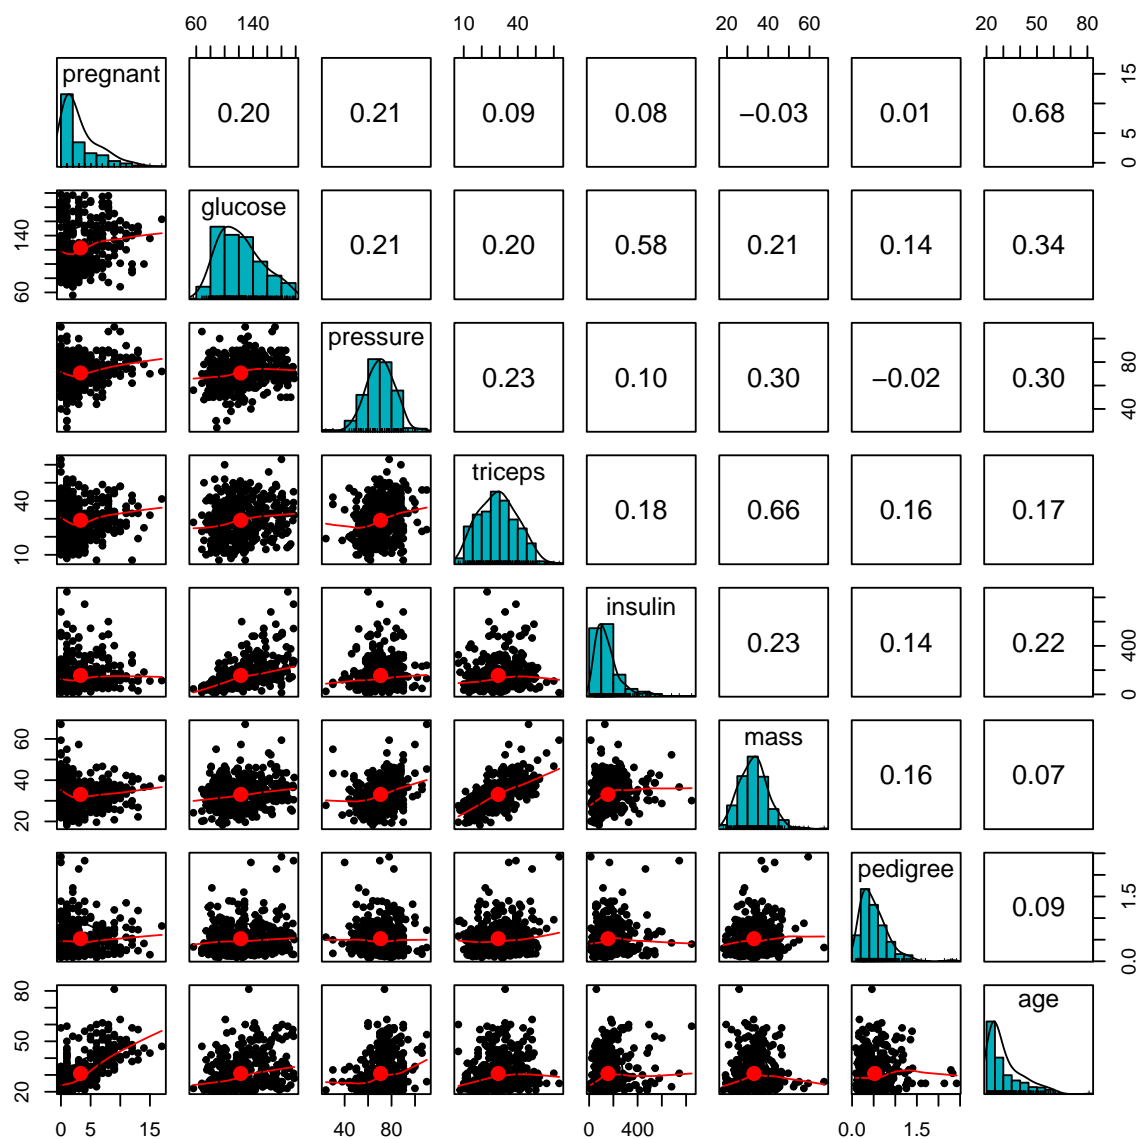 60 140 10 40 20 40 60 20 50 80
pregnant 0.20 0.21 0.09 0.08 −0.03 0.01 0.68 0 5 15
60 140 glucose 0.21 0.20 0.58 0.21 0.14 0.34
pressure 0.23 0.10 0.30 −0.02 0.30 40 80
10 40 triceps 0.18 0.66 0.16 0.17
insulin 0.23 0.14 0.22 0 400
20 40 60 mass 0.16 0.07
pedigree 0.09 0.0 1.5
20 50 80 age
0 5 15 40 80 0 400 0.0 1.5